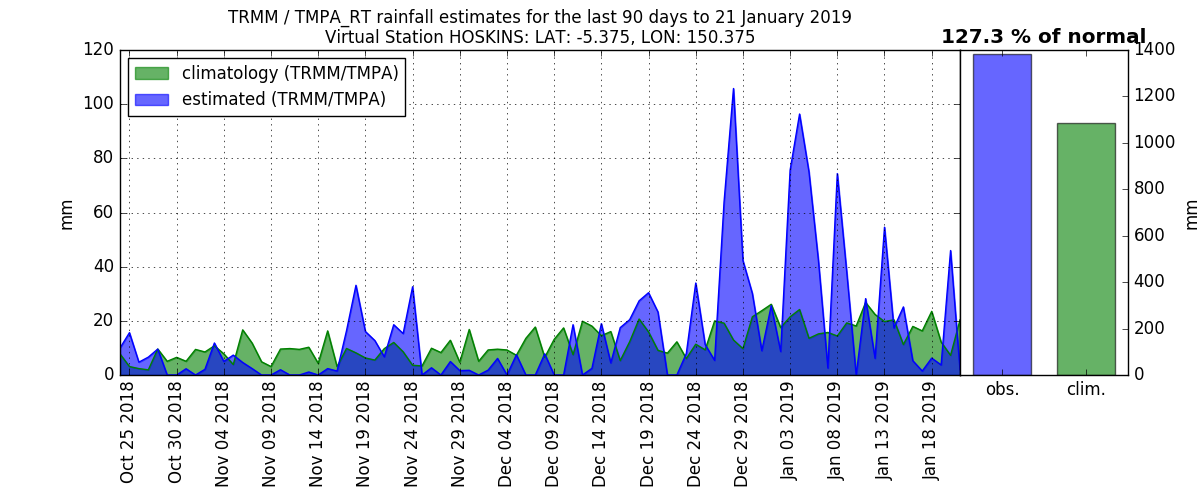 TRMM / TMPA_RT rainfall estimates for the last 90 days to 21 January 2019
Virtual Station HOSKINS: LAT: -5.375, LON: 150.375
127.3 % of normal
climatology (TRMM/TMPA)
estimated (TRMM/TMPA)
mm
120
100
80
60
40
20
0
Oct 25 2018
Oct 30 2018
Nov 04 2018
Nov 09 2018
Nov 14 2018
Nov 19 2018
Nov 24 2018
Nov 29 2018
Dec 04 2018
Dec 09 2018
Dec 14 2018
Dec 19 2018
Dec 24 2018
Dec 29 2018
Jan 03 2019
Jan 08 2019
Jan 13 2019
Jan 18 2019
obs.
clim.
1400
1200
1000
800
600
400
200
0
mm